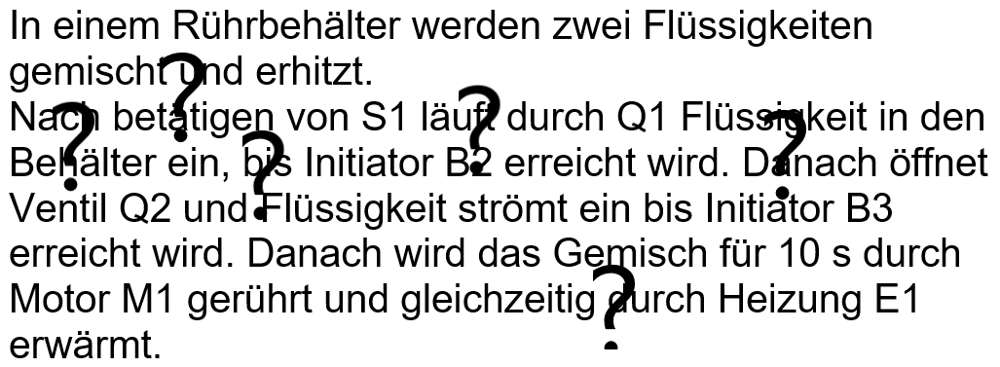 In einem Rührbehälter werden zwei Flüssigkeiten
gemischt und erhitzt.
Nach betätigen von S1 läuft durch Q1 Flüssigkeit in den
Behälter ein, bis Initiator B2 erreicht wird. Danach öffnet
Ventil Q2 und Flüssigkeit strömt ein bis Initiator B3
erreicht wird. Danach wird das Gemisch für 10 s durch
Motor M1 gerührt und gleichzeitig durch Heizung E1
erwärmt.
? ? ? ? ? ?